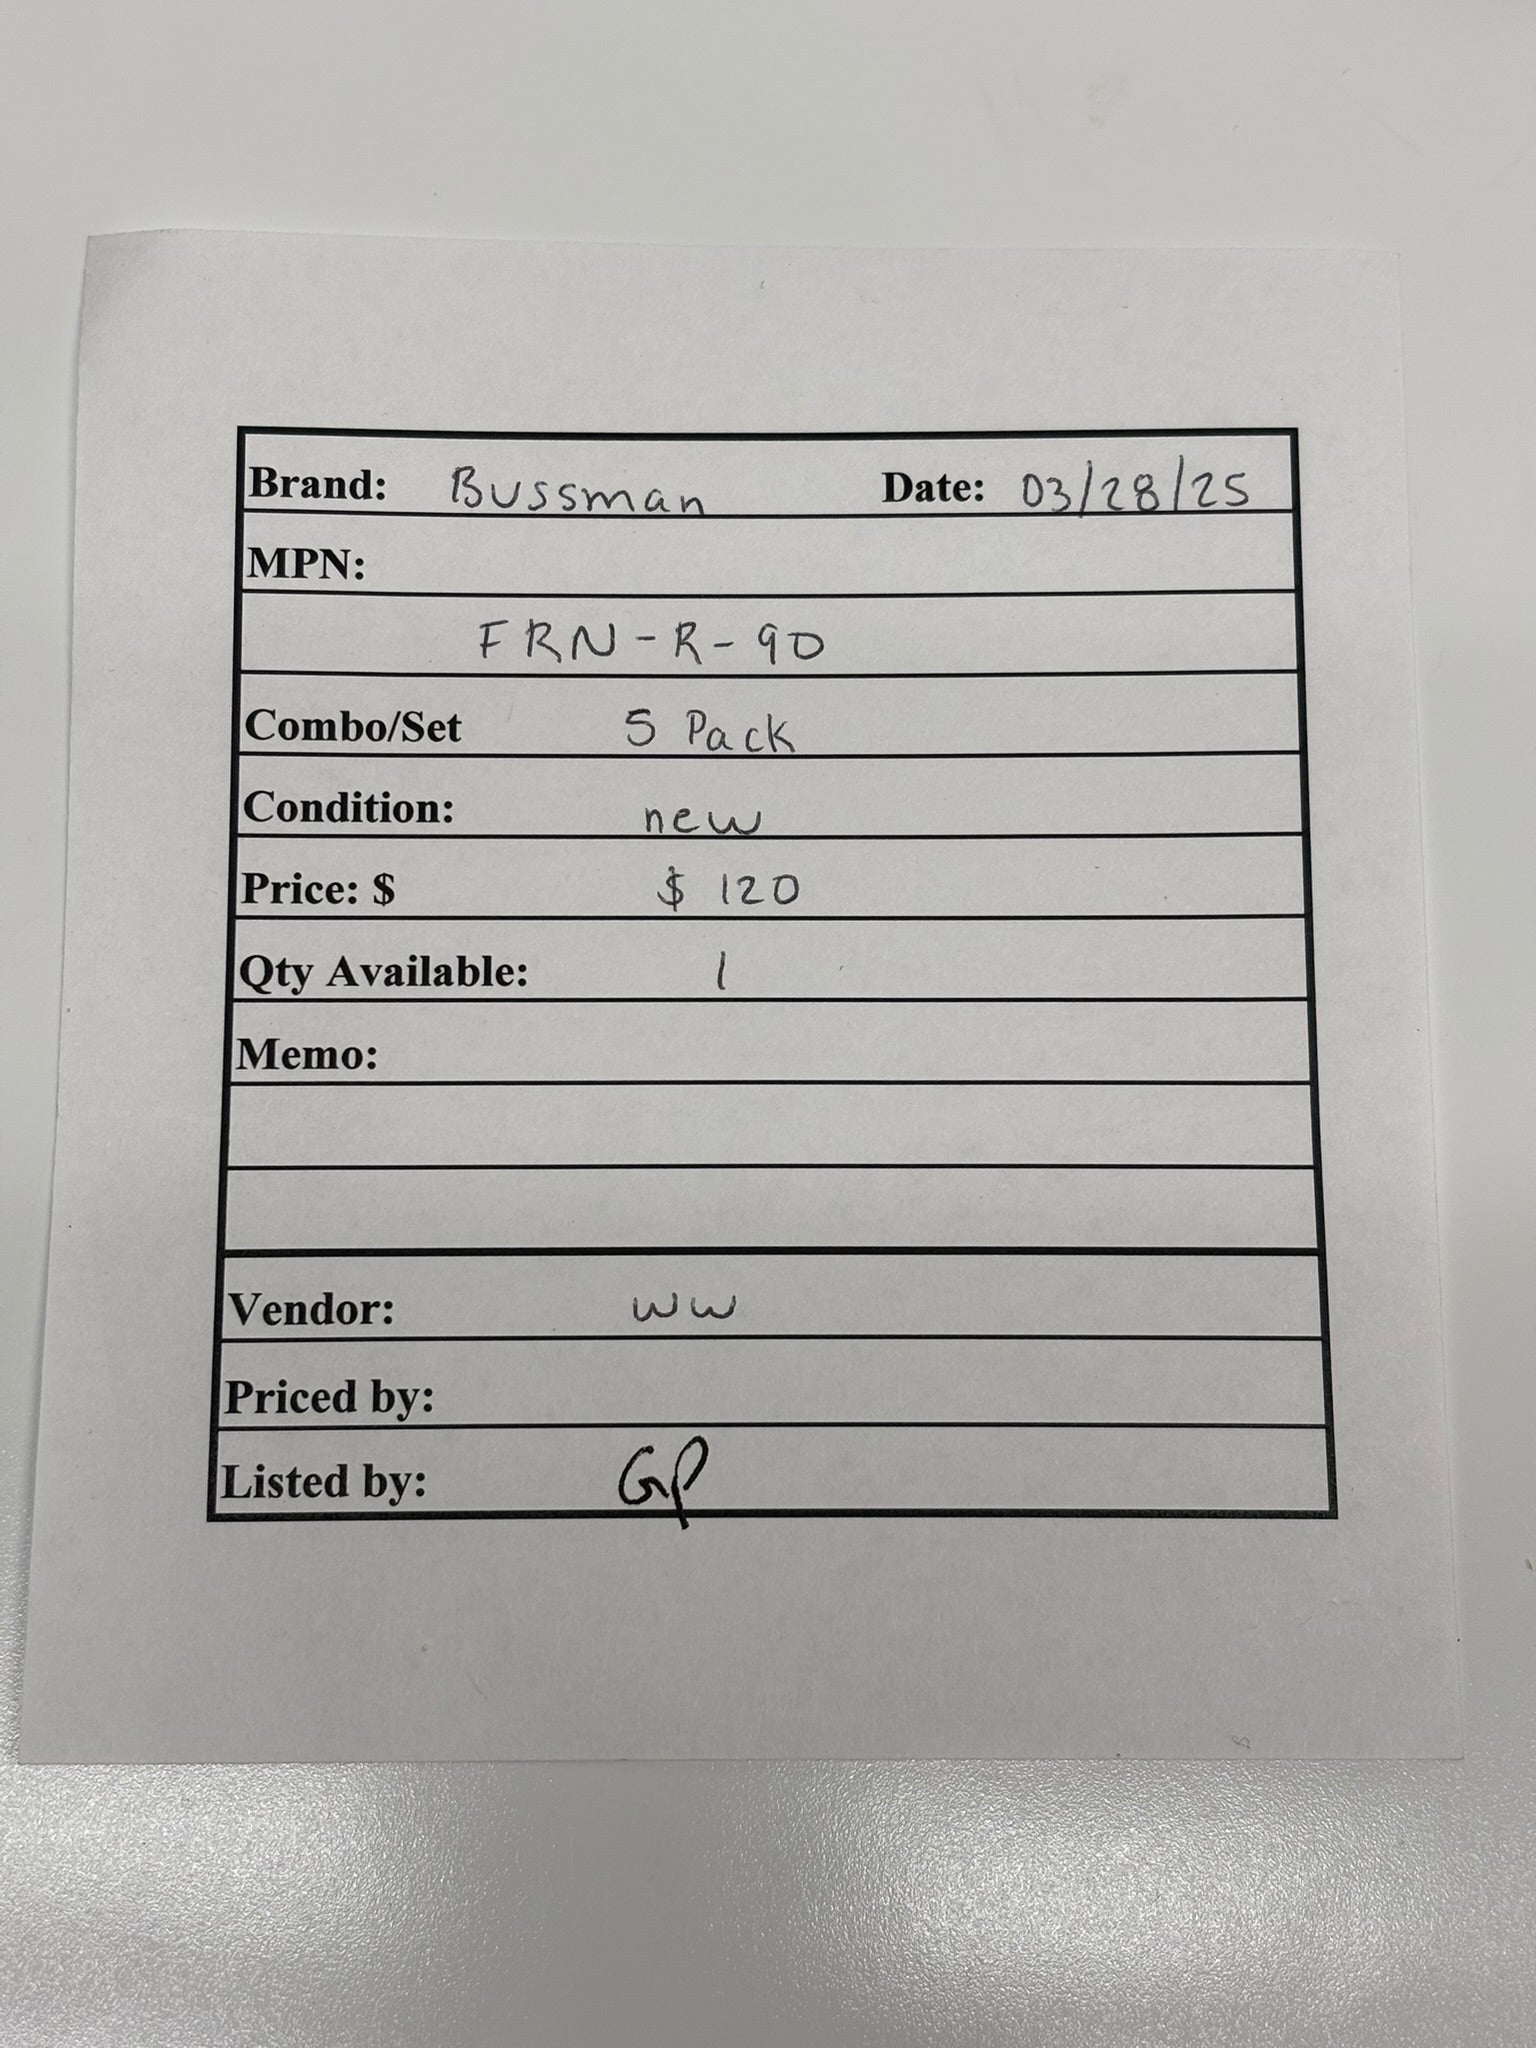 Brand: Bussman Date: 03/28/25
MPN:
FRN-R-90
Combo/Set 5 Pack
Condition: new
Price: $ $ 120
Qty Available: 1
Memo:
Vendor: WW
Priced by:
Listed by: GP